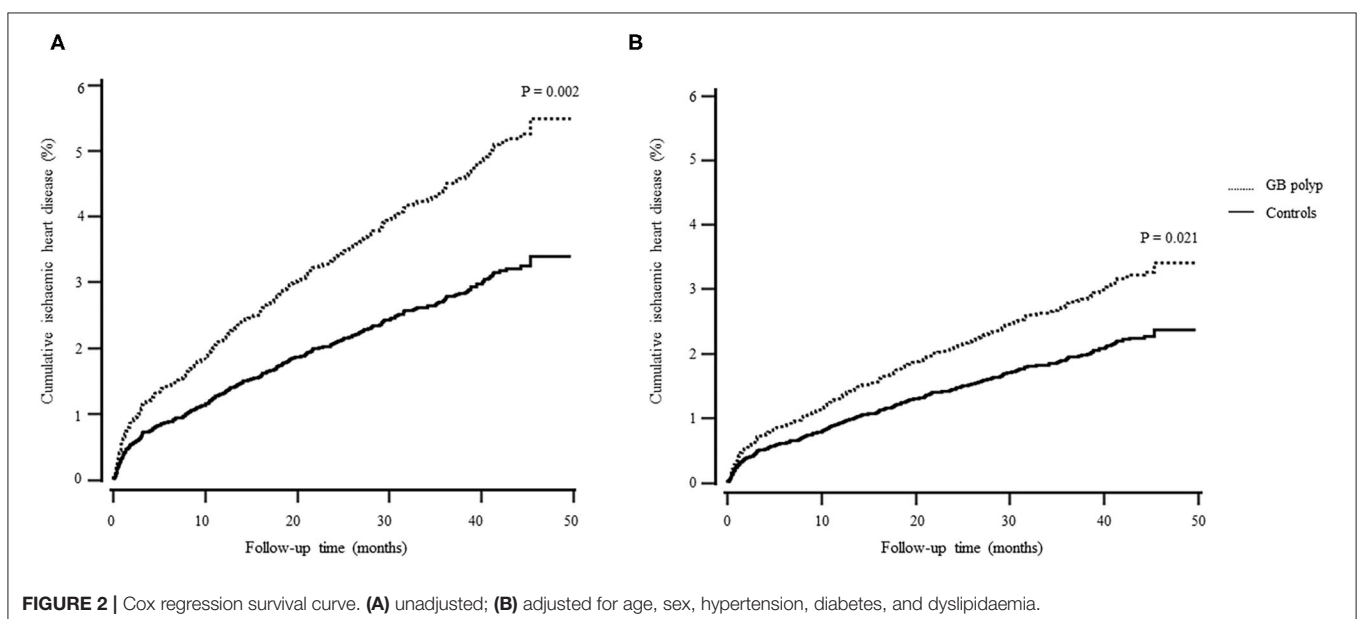 A
B
P = 0.002
Cumulative ischaemic heart disease (%)
6
5
4
3
2
1
0
0 10 20 30 40 50
Follow-up time (months)
P = 0.021
Cumulative ischaemic heart disease (%)
6
5
4
3
2
1
0
0 10 20 30 40 50
Follow-up time (months)
GB polyp
Controls
FIGURE 2 | Cox regression survival curve. (A) unadjusted; (B) adjusted for age, sex, hypertension, diabetes, and dyslipidaemia.